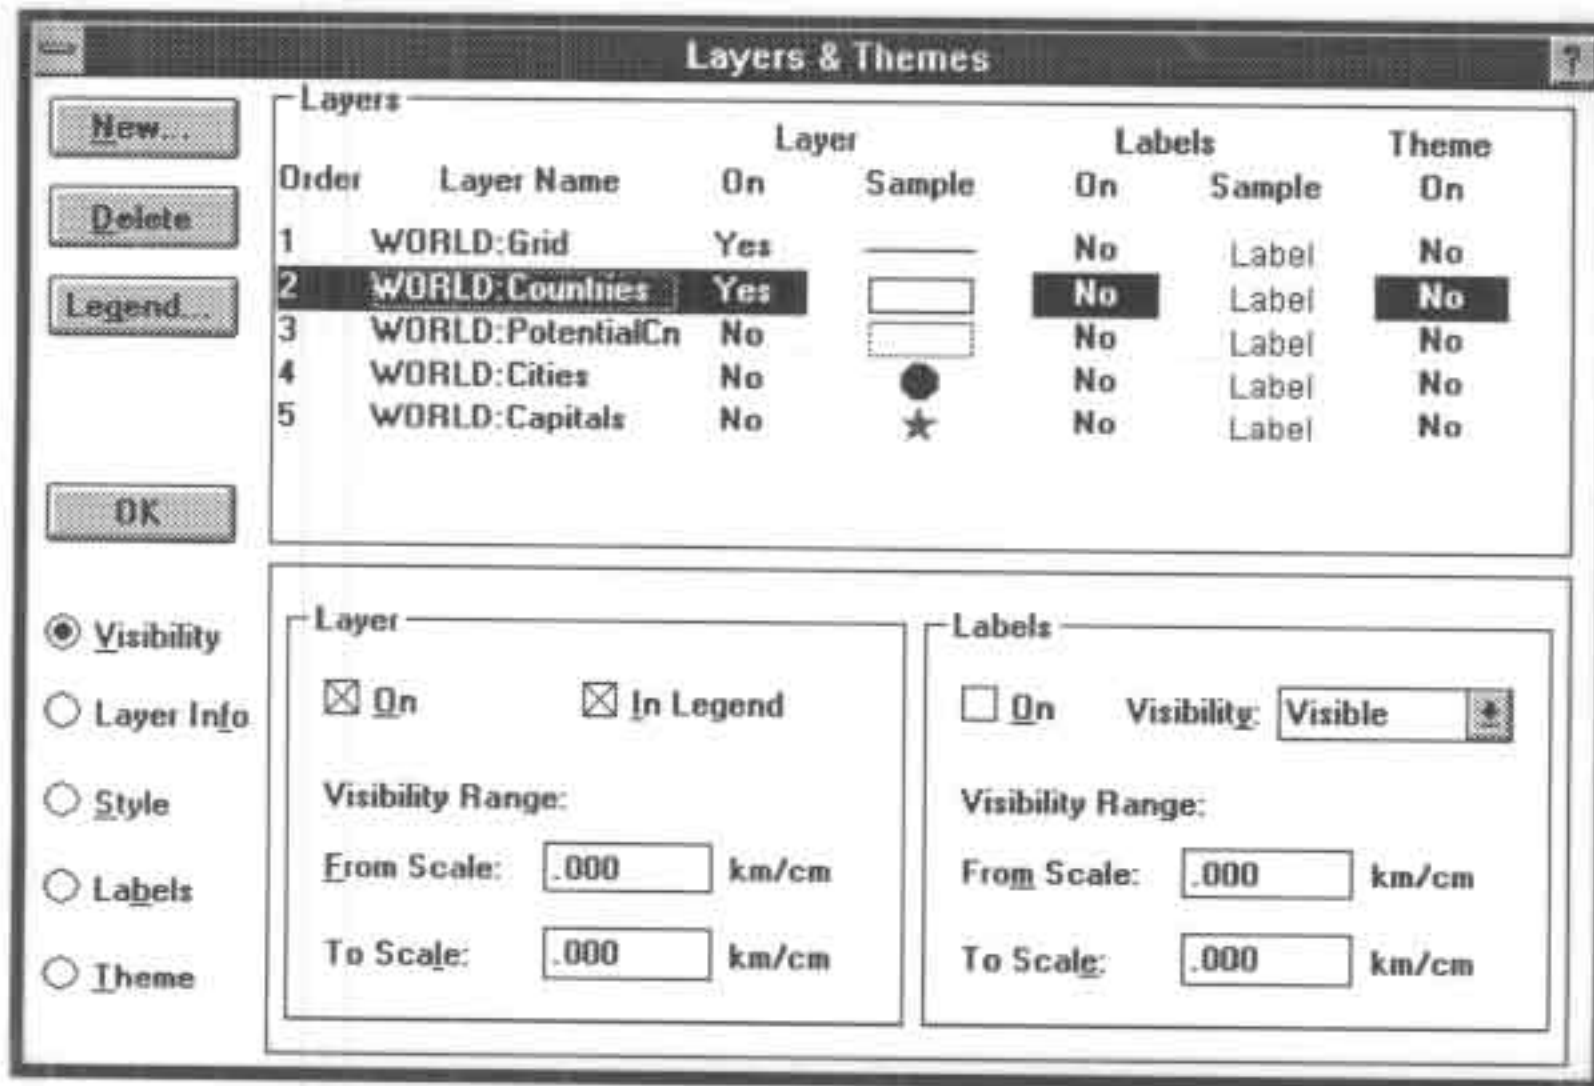 Layers & Themes ?
New...
Delete
Legend...
OK
Layers
Layer Labels Theme
Order Layer Name On Sample On Sample On
1 WORLD:Grid Yes No Label No
2 WORLD:Countries Yes No Label No
3 WORLD:PotentialCn No No Label No
4 WORLD:Cities No No Label No
5 WORLD:Capitals No No Label No
Visibility
Layer Info
Style
Labels
Theme
Layer
On In Legend
Visibility Range:
From Scale: .000 km/cm
To Scale: .000 km/cm
Labels
On Visibility: Visible
Visibility Range:
From Scale: .000 km/cm
To Scale: .000 km/cm